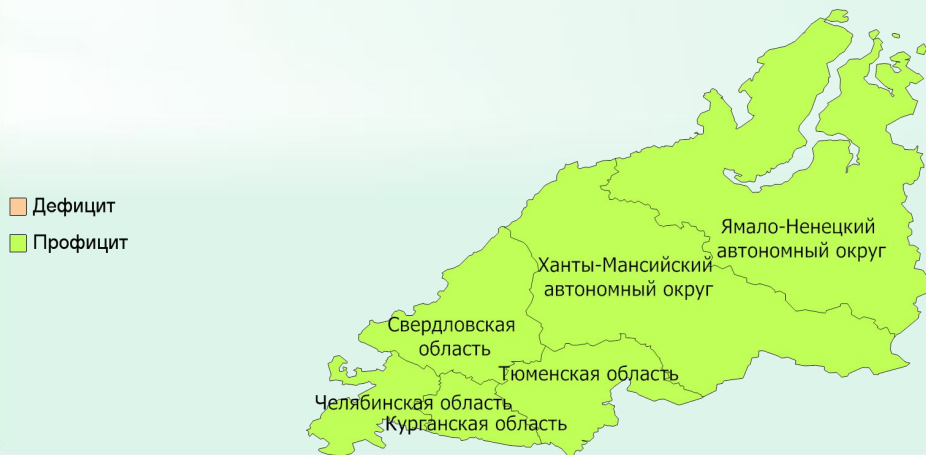 Дефицит
Профицит
Ямало-Ненецкий
автономный округ
Ханты-Мансийский
автономный округ
Свердловская
область
Тюменская область
Челябинская область
Курганская область